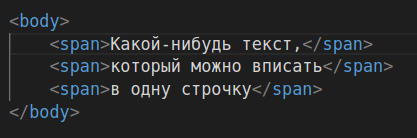 <body>
<span>Какой-нибудь текст,</span>
<span>который можно вписать</span>
<span>в одну строчку</span>
</body>